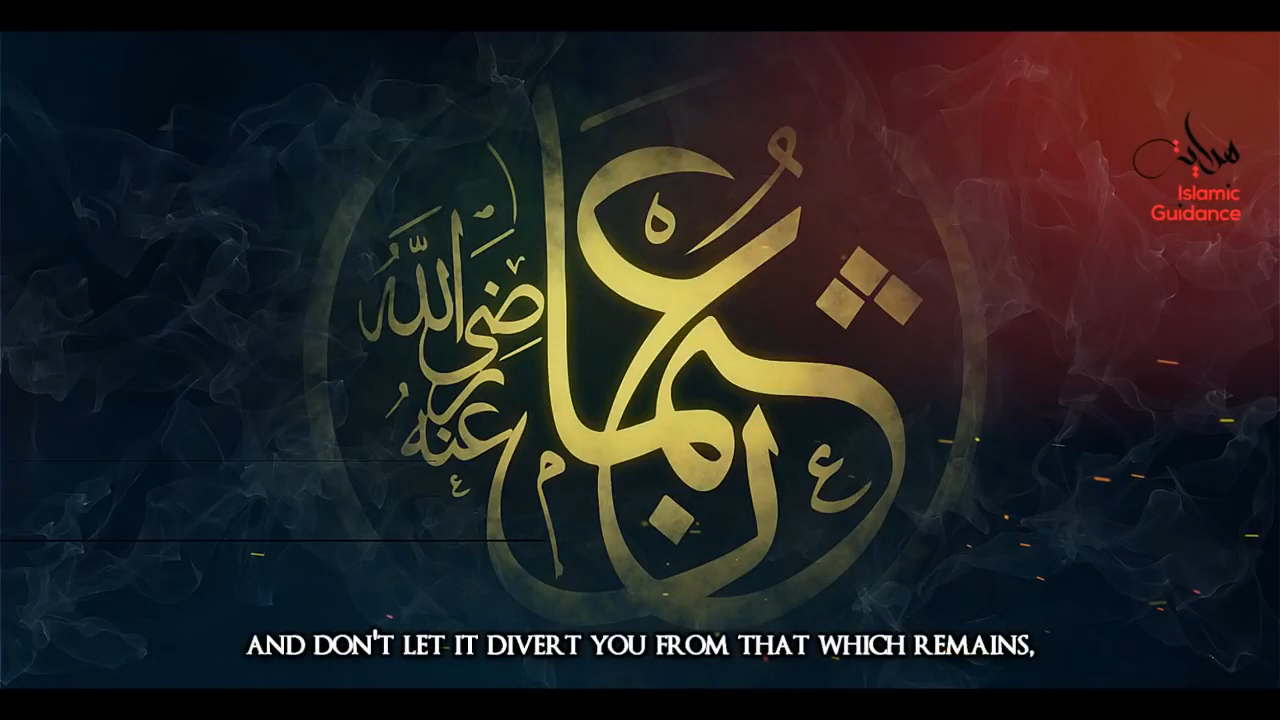 عثمان
رضي الله
عنه
هداية
Islamic
Guidance
AND DON'T LET IT DIVERT YOU FROM THAT WHICH REMAINS,